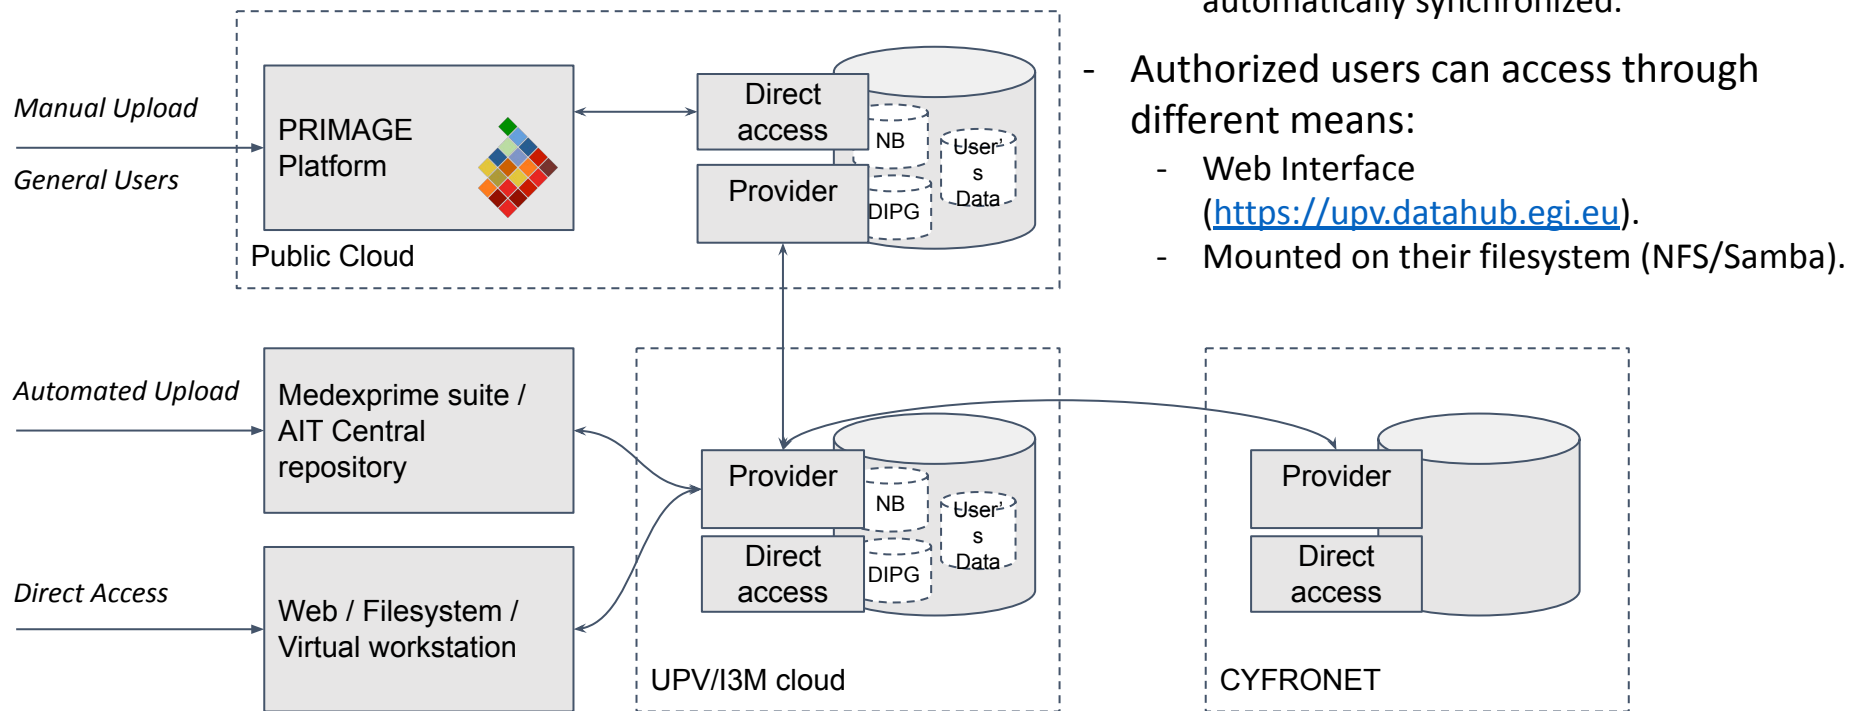 automatically synchronized.
- Authorized users can access through
different means:
- Web Interface
(https://upv.datahub.egi.eu).
- Mounted on their filesystem (NFS/Samba).
Manual Upload
General Users
PRIMAGE
Platform
Direct
access
Provider
NB
DIPG
User'
s
Data
Public Cloud
Automated Upload
Medexprime suite /
AIT Central
repository
Direct Access
Web / Filesystem /
Virtual workstation
Provider
Direct
access
NB
DIPG
User'
s
Data
UPV/I3M cloud
Provider
Direct
access
CYFRONET